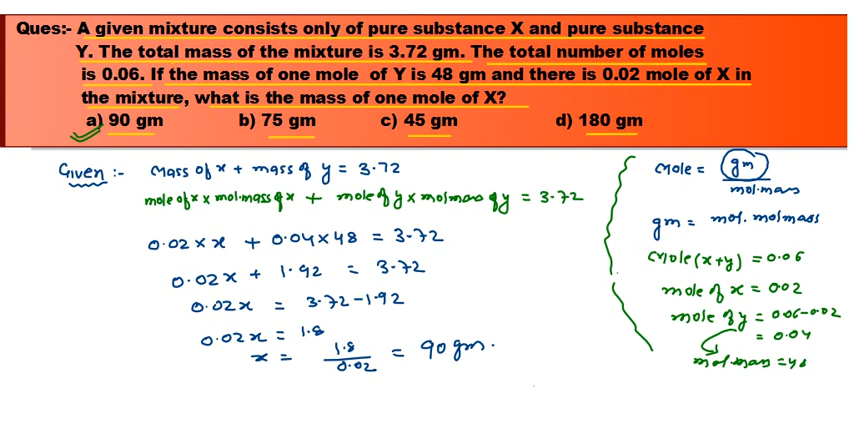 Ques:- A given mixture consists only of pure substance X and pure substance
Y. The total mass of the mixture is 3.72 gm. The total number of moles
is 0.06. If the mass of one mole of Y is 48 gm and there is 0.02 mole of X in
the mixture, what is the mass of one mole of X?
a) 90 gm b) 75 gm c) 45 gm d) 180 gm
Given :- Mass of x + mass of y = 3.72
mole of x x mol.mass of x + mole of y x molmass of y = 3.72
0.02 x x + 0.04 x 48 = 3.72
0.02x + 1.92 = 3.72
0.02x = 3.72 - 1.92
0.02x = 1.8
x = 1.8 / 0.02 = 90 gm.
Mole = gm
mol.mass
gm = mol. molmass
Mole (x+y) = 0.06
mole of x = 0.02
mole of y = 0.06-0.02
= 0.04
mol.mass = 48